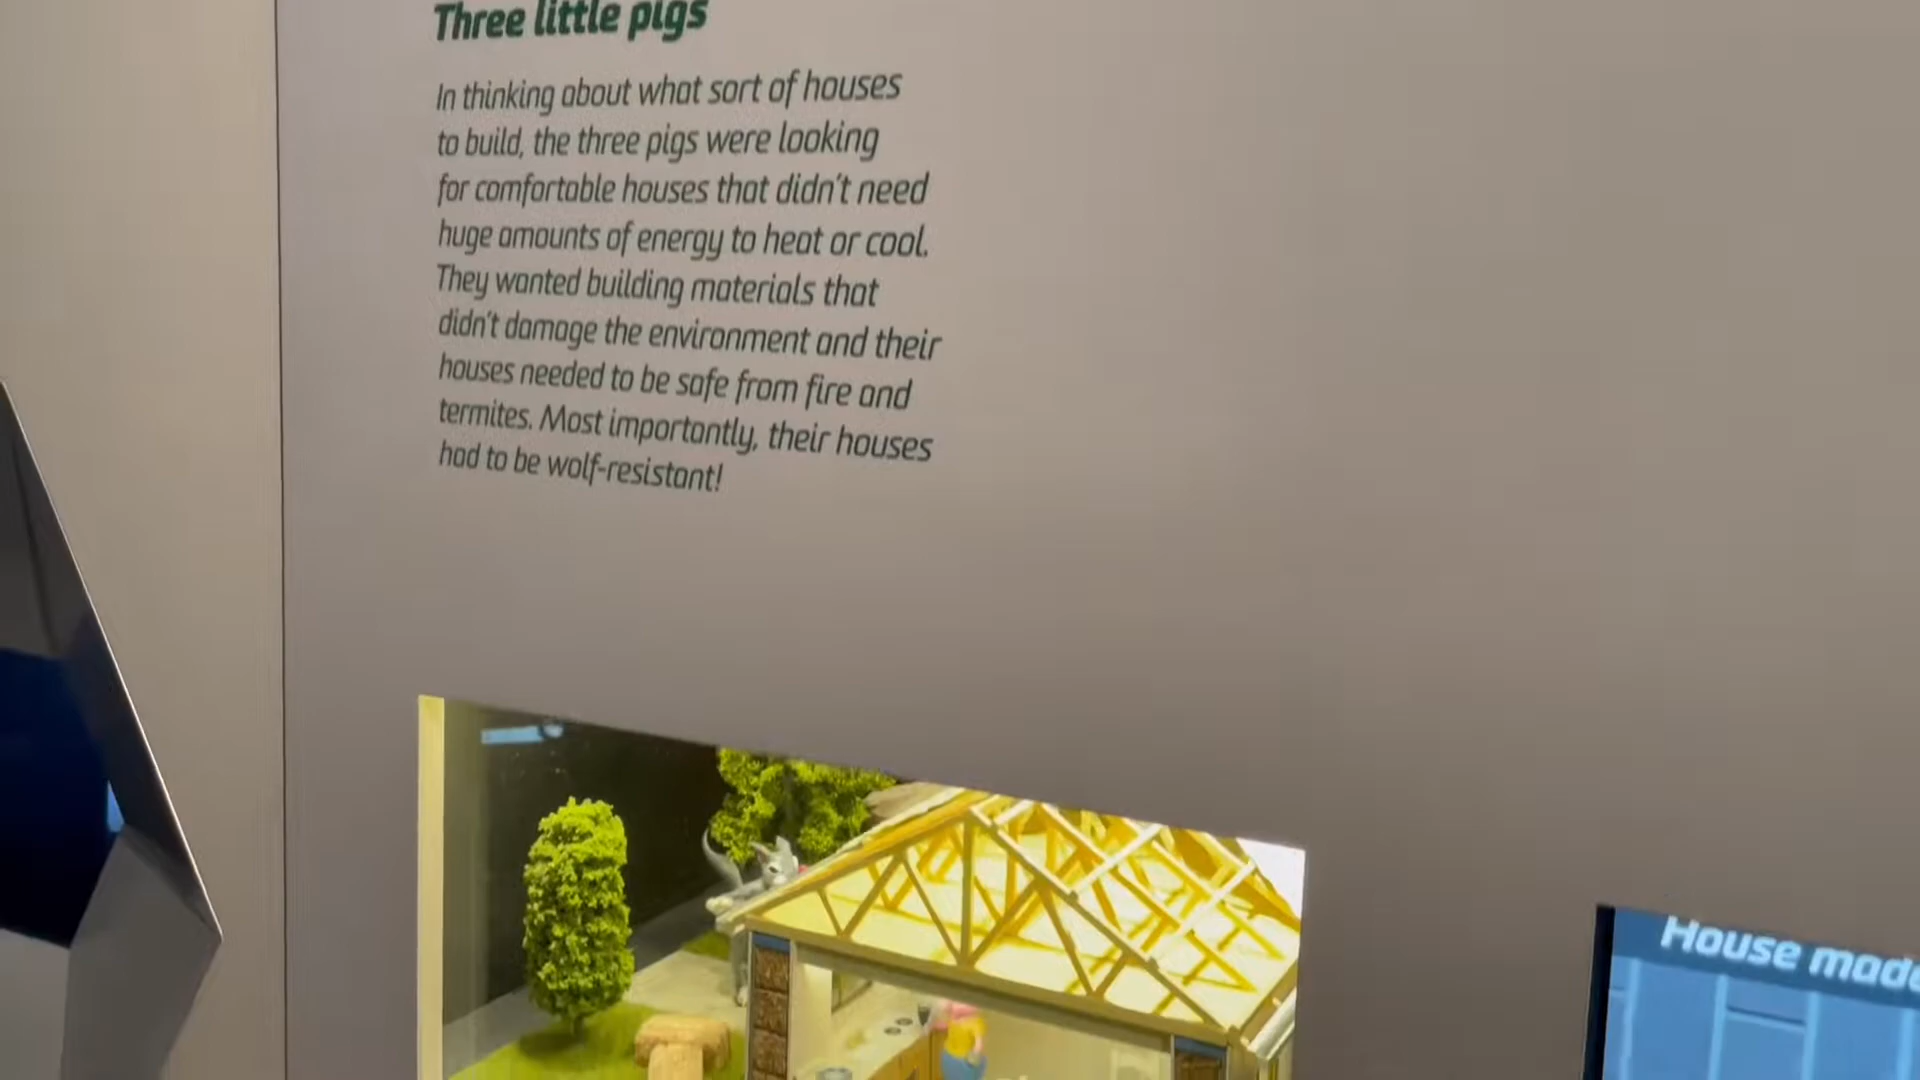 Three little pigs
In thinking about what sort of houses
to build, the three pigs were looking
for comfortable houses that didn't need
huge amounts of energy to heat or cool.
They wanted building materials that
didn't damage the environment and their
houses needed to be safe from fire and
termites. Most importantly, their houses
had to be wolf-resistant!
House made